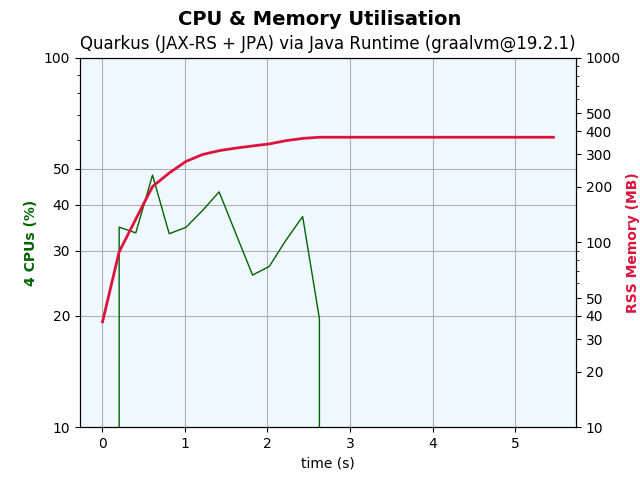 CPU & Memory Utilisation
Quarkus (JAX-RS + JPA) via Java Runtime (graalvm@19.2.1)
100
50
40
30
20
10
4 CPUs (%)
1000
500
400
300
200
100
50
40
30
20
10
RSS Memory (MB)
0 1 2 3 4 5
time (s)